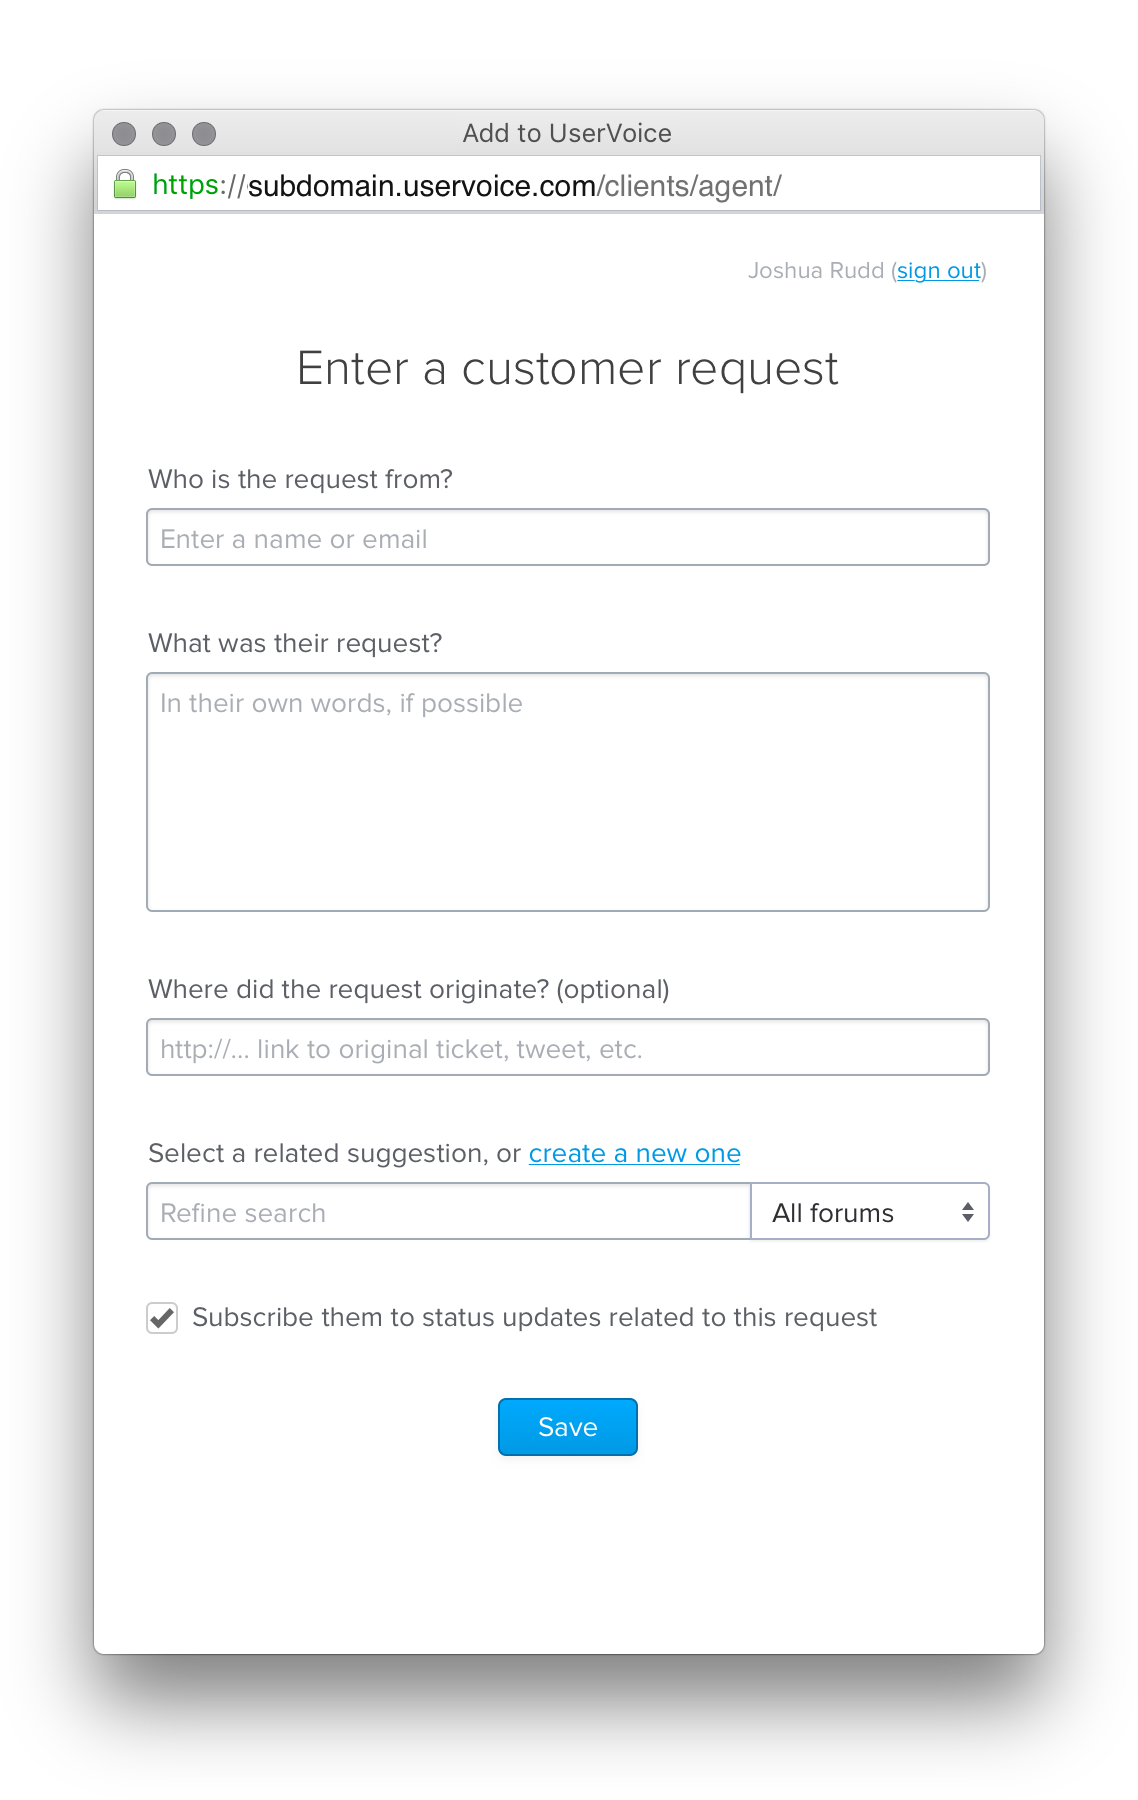 Add to UserVoice
https://subdomain.uservoice.com/clients/agent/
Joshua Rudd (sign out)
Enter a customer request
Who is the request from?
Enter a name or email
What was their request?
In their own words, if possible
Where did the request originate? (optional)
http://... link to original ticket, tweet, etc.
Select a related suggestion, or create a new one
Refine search All forums
Subscribe them to status updates related to this request
Save